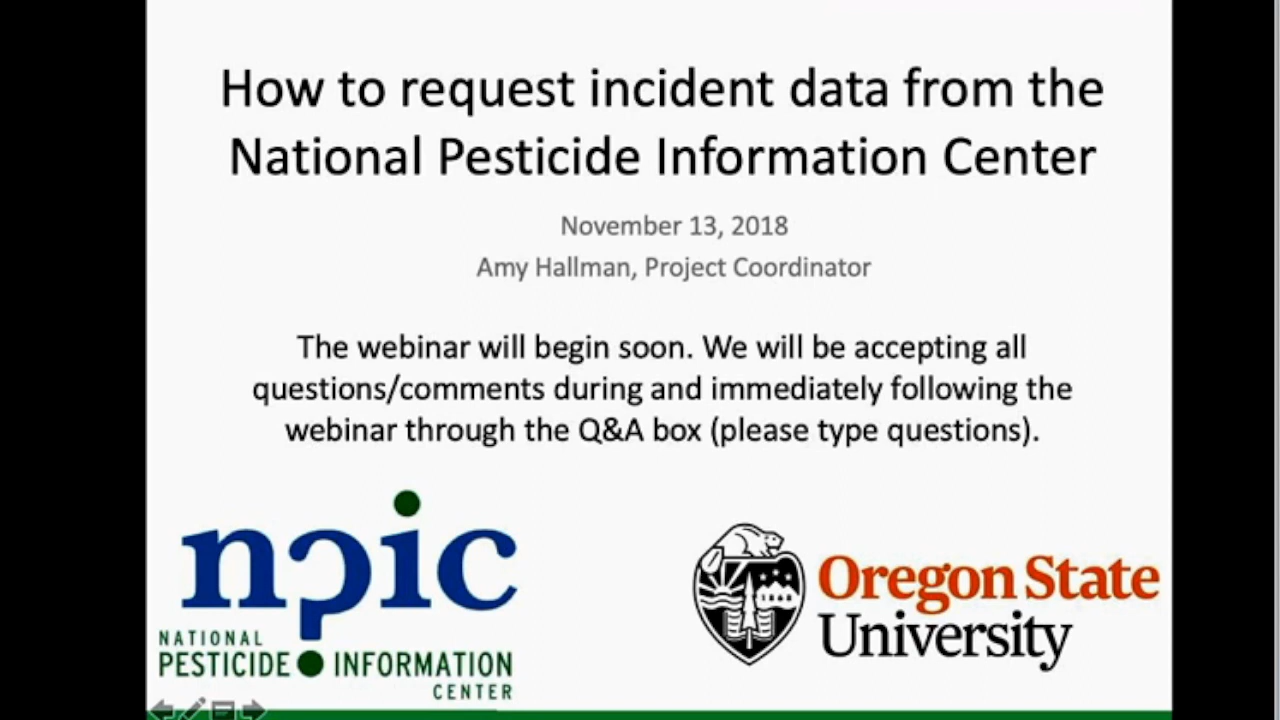 How to request incident data from the
National Pesticide Information Center
November 13, 2018
Amy Hallman, Project Coordinator
The webinar will begin soon. We will be accepting all
questions/comments during and immediately following the
webinar through the Q&A box (please type questions).
npic
NATIONAL
PESTICIDE INFORMATION
CENTER
Oregon State
University